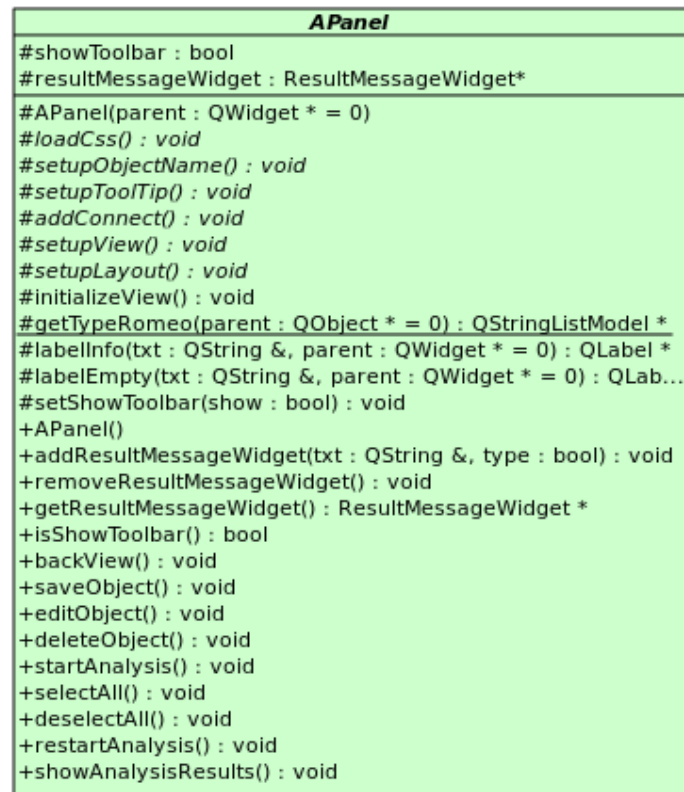 APanel
#showToolbar : bool
#resultMessageWidget : ResultMessageWidget*
#APanel(parent : QWidget * = 0)
#loadCss() : void
#setupObjectName() : void
#setupToolTip() : void
#addConnect() : void
#setupView() : void
#setupLayout() : void
#initializeView() : void
#getTypeRomeo(parent : QObject * = 0) : QStringListModel *
#labelInfo(txt : QString &, parent : QWidget * = 0) : QLabel *
#labelEmpty(txt : QString &, parent : QWidget * = 0) : QLab...
#setShowToolbar(show : bool) : void
+APanel()
+addResultMessageWidget(txt : QString &, type : bool) : void
+removeResultMessageWidget() : void
+getResultMessageWidget() : ResultMessageWidget *
+isShowToolbar() : bool
+backView() : void
+saveObject() : void
+editObject() : void
+deleteObject() : void
+startAnalysis() : void
+selectAll() : void
+deselectAll() : void
+restartAnalysis() : void
+showAnalysisResults() : void